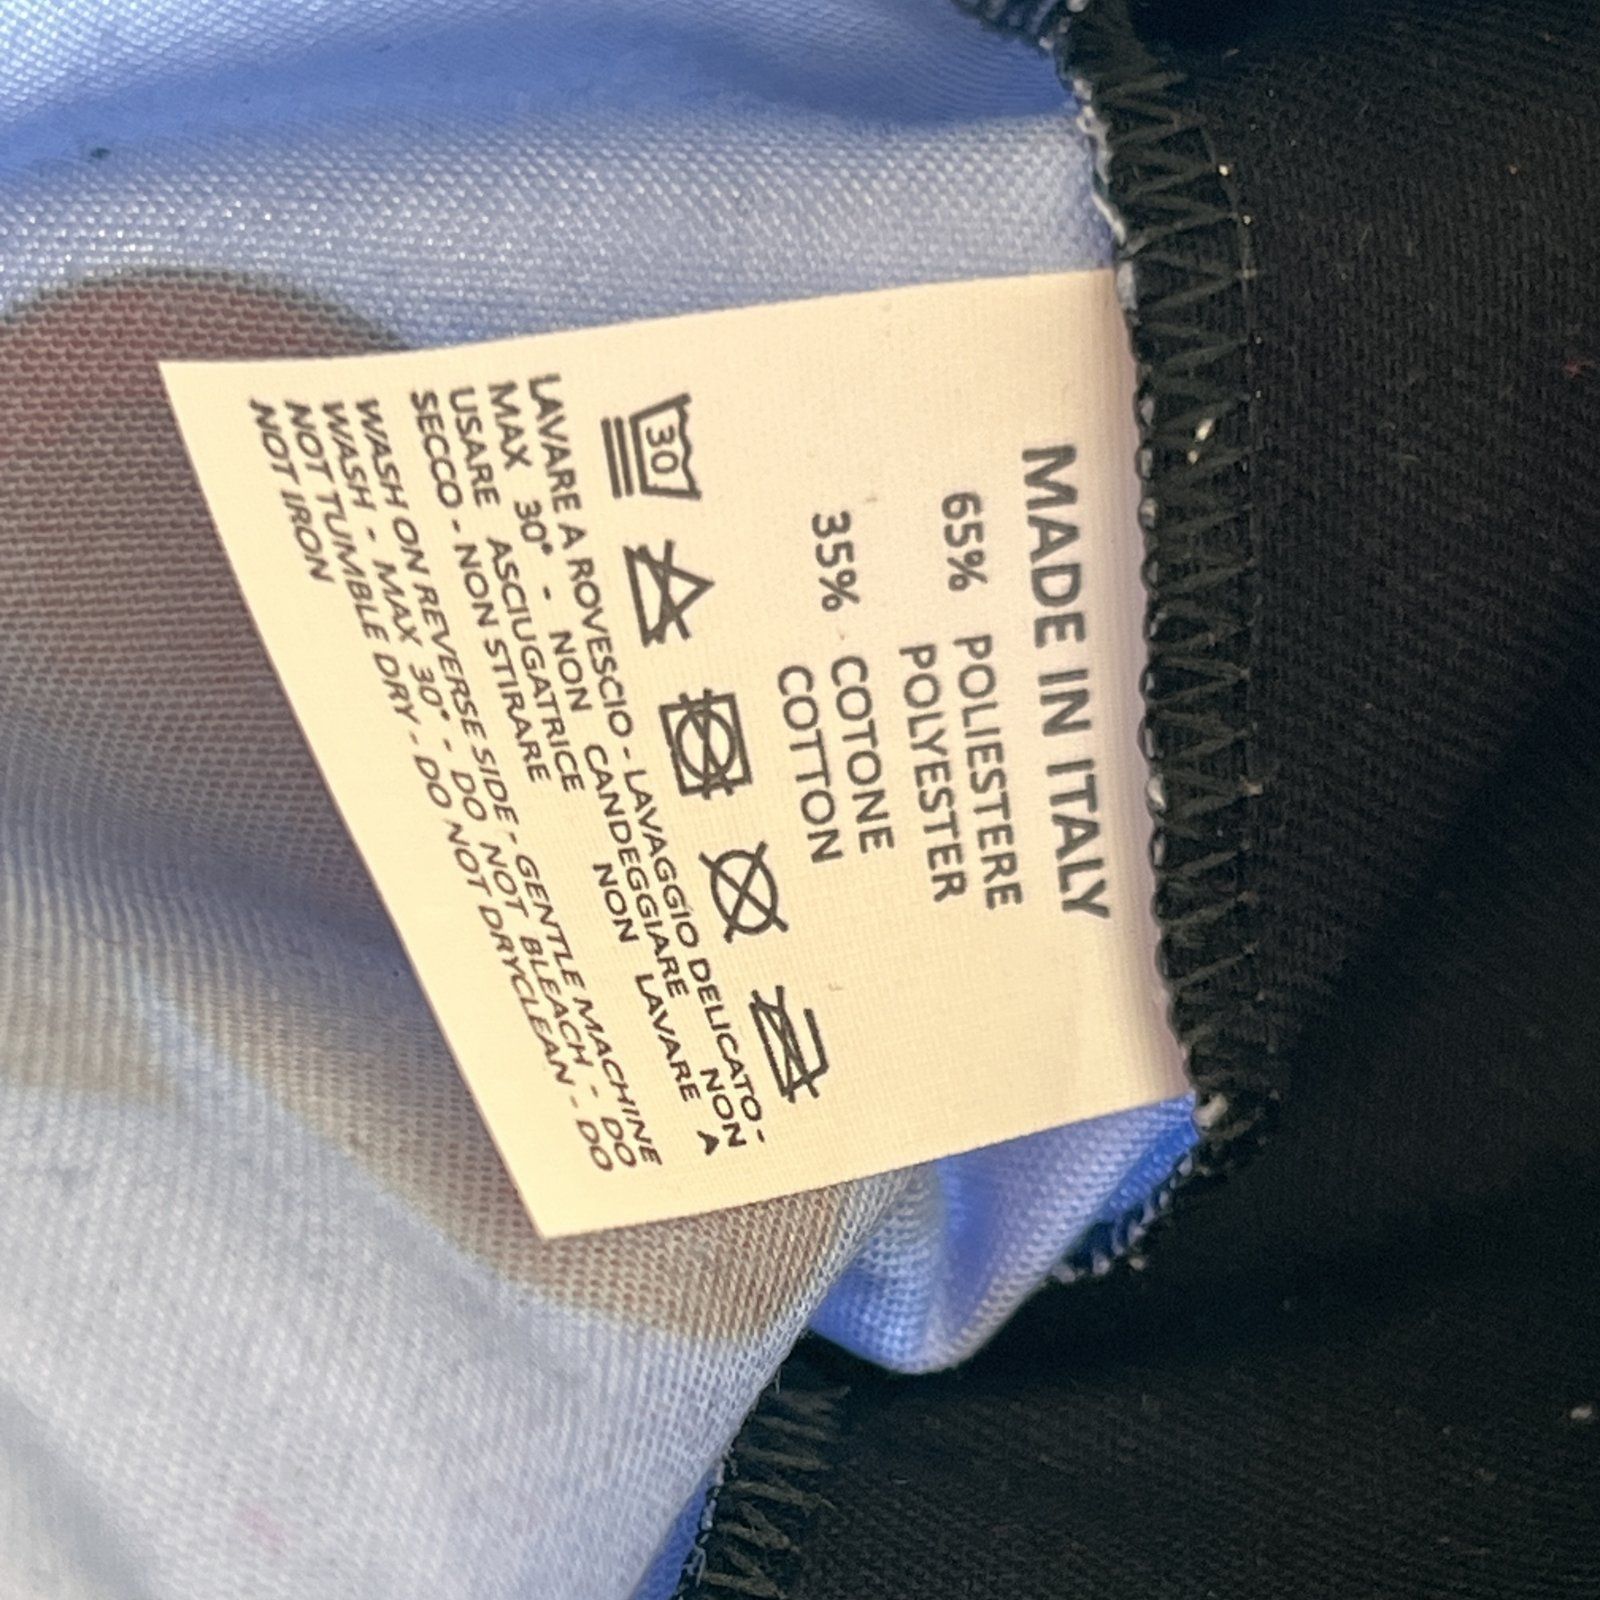 MADE IN ITALY
65% POLIESTERE
POLYESTER
35% COTONE
COTTON
30
LAVARE A ROVESCIO - LAVAGGIO DELICATO -
MAX 30° - NON CANDEGGIARE NON
USARE ASCIUGATRICE NON LAVARE A
SECCO - NON STIRARE
WASH ON REVERSE SIDE - GENTLE MACHINE
WASH - MAX 30° - DO NOT BLEACH - DO
NOT TUMBLE DRY - DO NOT DRYCLEAN - DO
NOT IRON